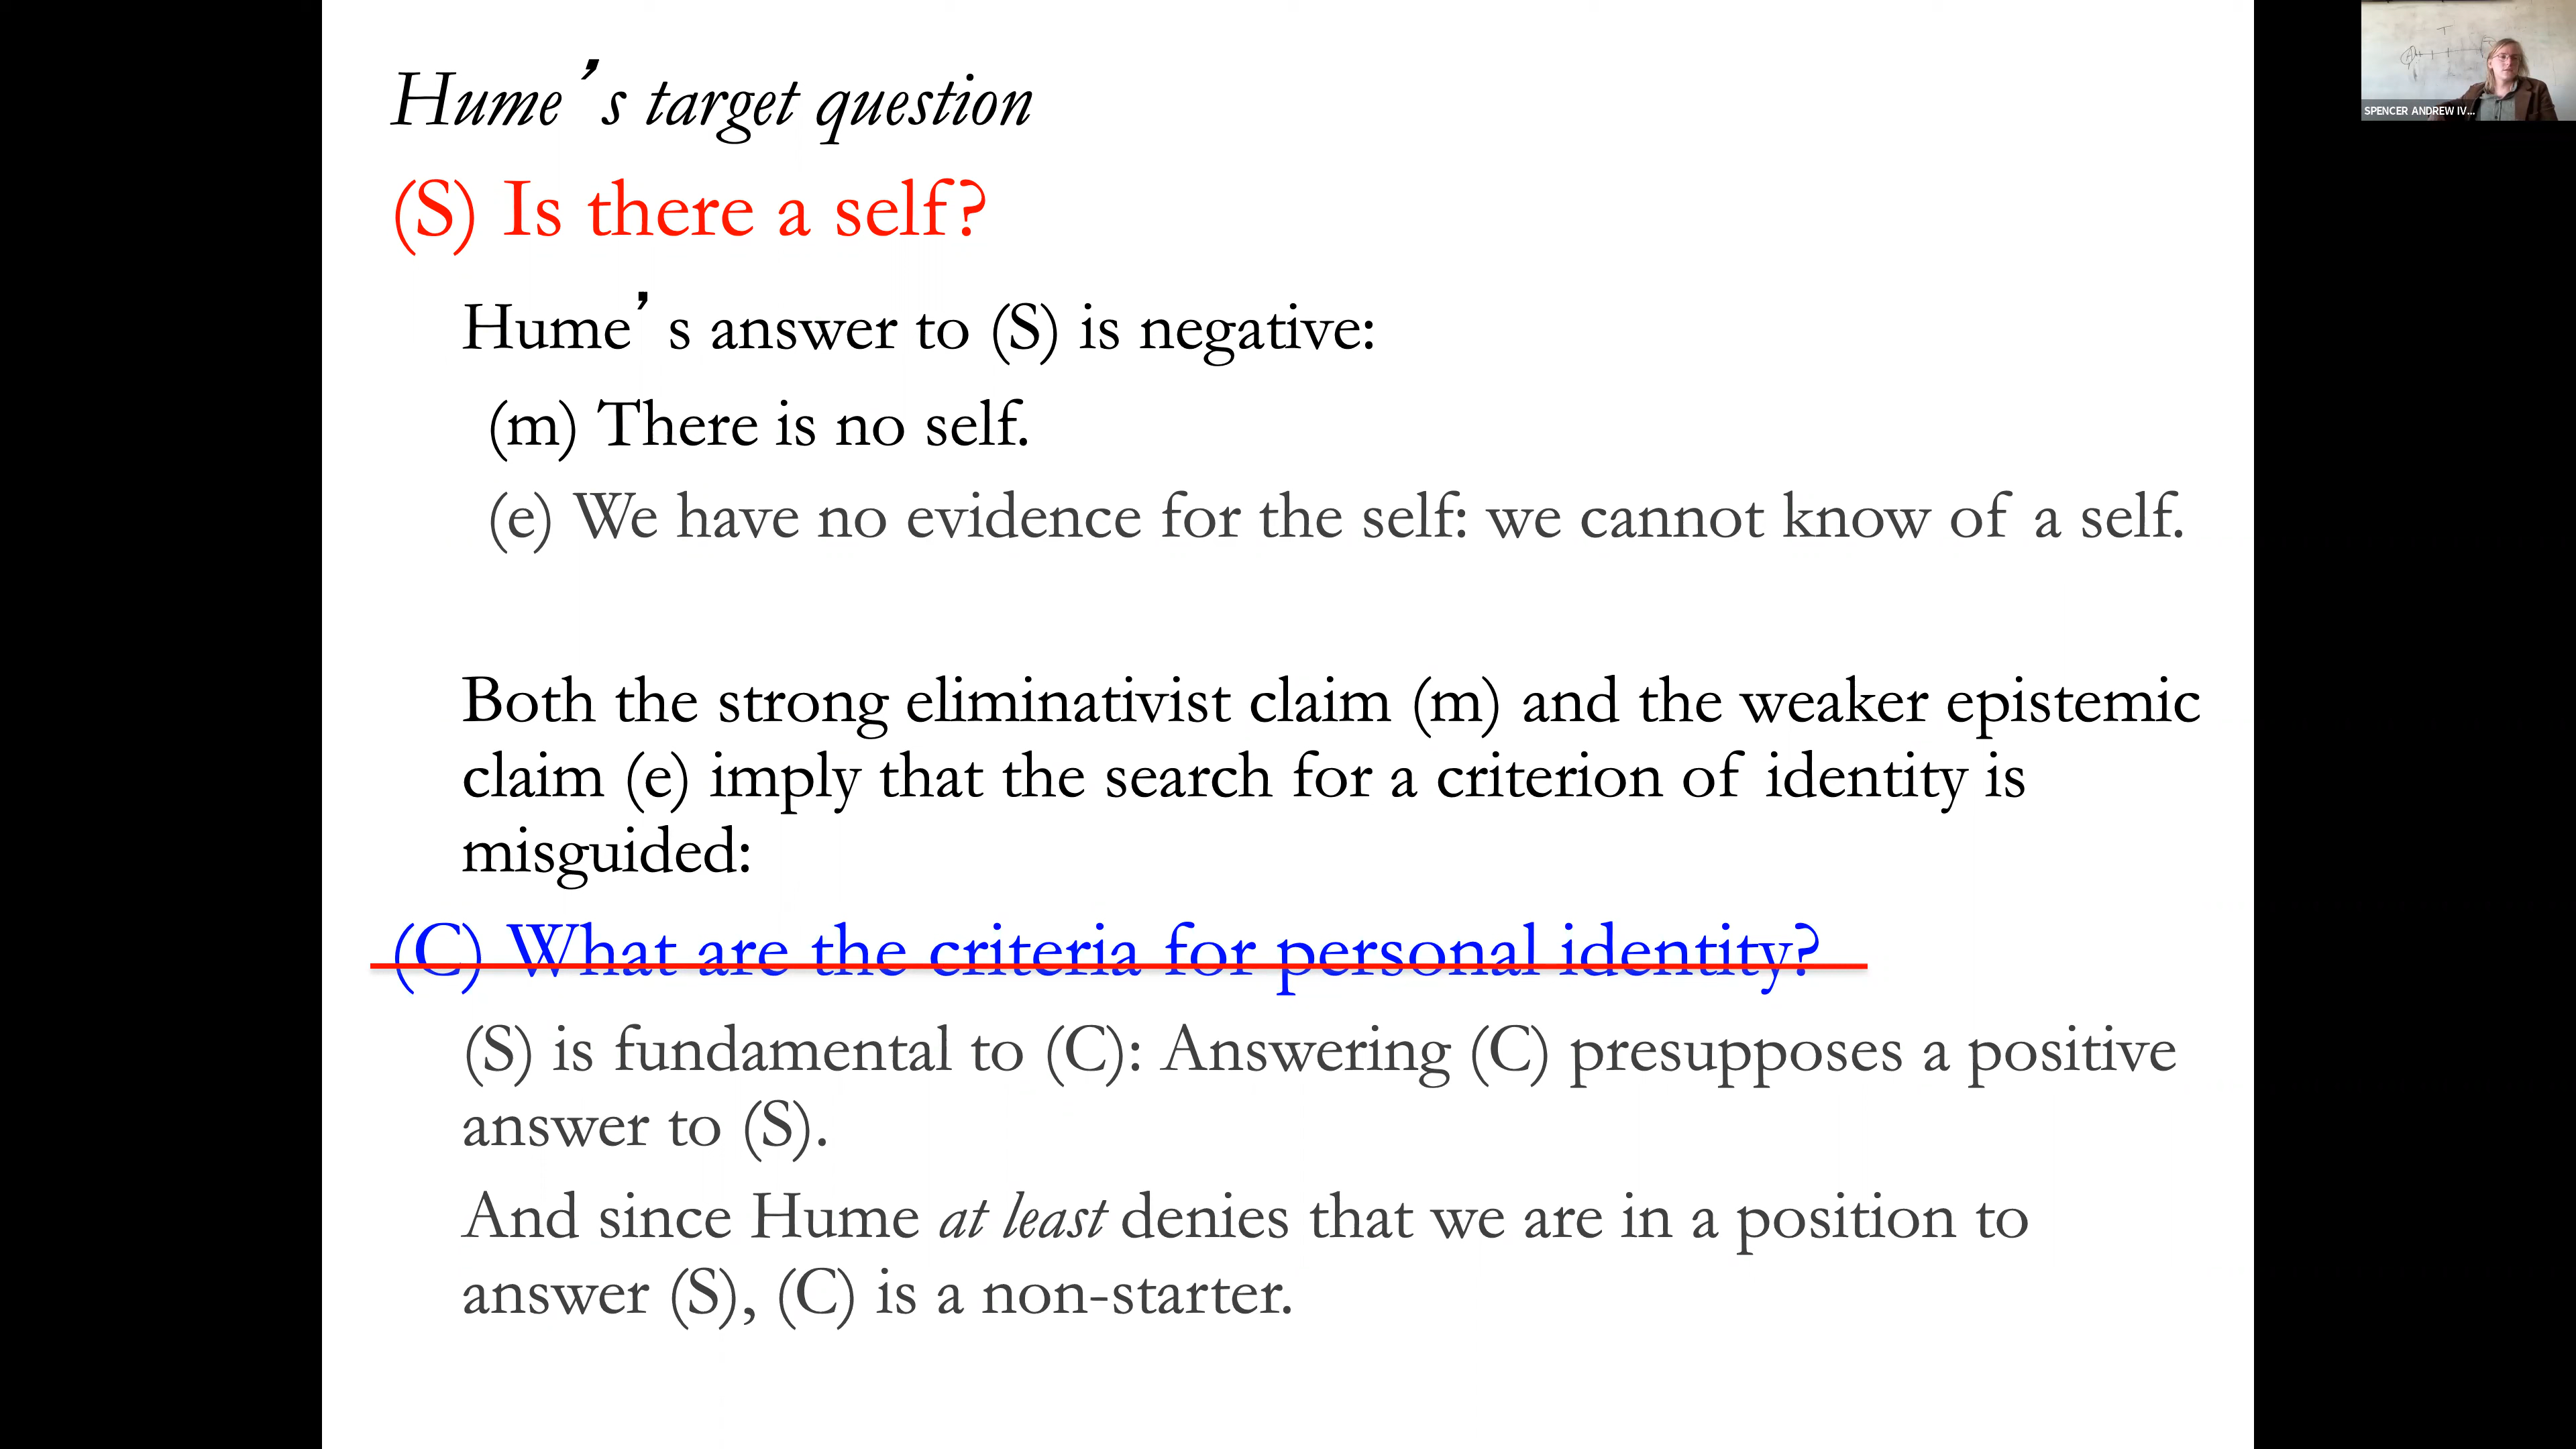 Hume’s target question
(S) Is there a self?
Hume’s answer to (S) is negative:
(m) There is no self.
(e) We have no evidence for the self: we cannot know of a self.
Both the strong eliminativist claim (m) and the weaker epistemic
claim (e) imply that the search for a criterion of identity is
misguided:
(C) What are the criteria for personal identity?
(S) is fundamental to (C): Answering (C) presupposes a positive
answer to (S).
And since Hume at least denies that we are in a position to
answer (S), (C) is a non-starter.
SPENCER ANDREW IV...